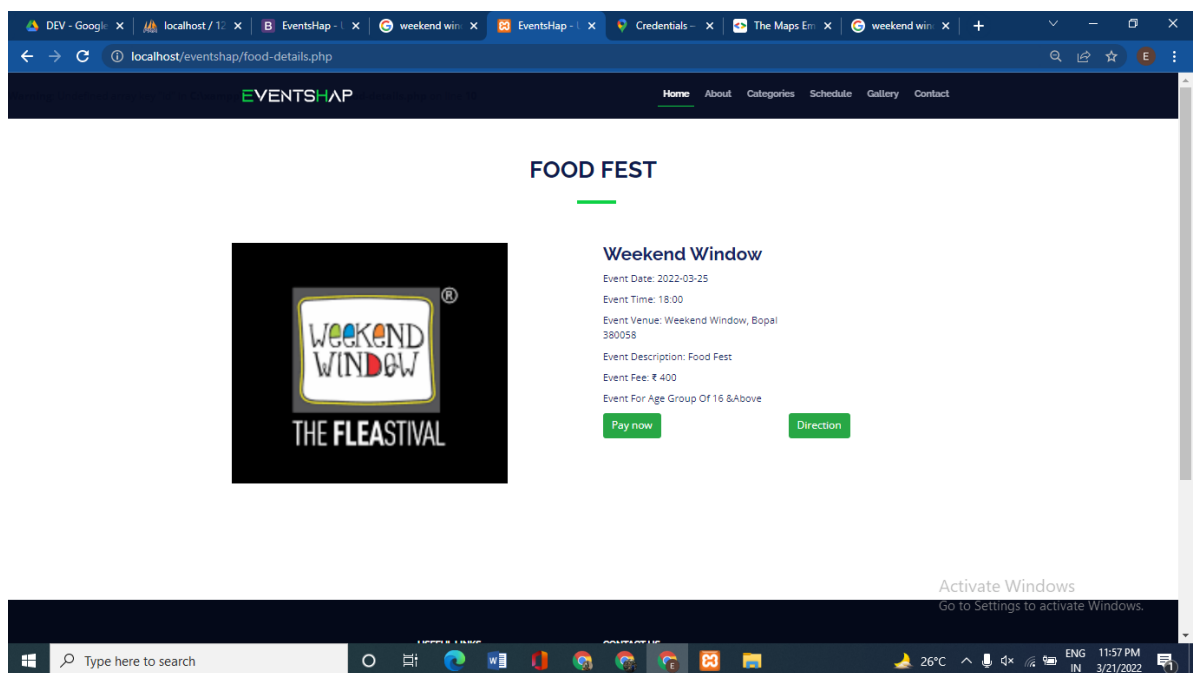 DEV - Google
localhost / 12
EventsHap - U
weekend win
EventsHap - U
Credentials –
The Maps Em
weekend win
localhost/eventshap/food-details.php
E
EVENTSHAP
Home About Categories Schedule Gallery Contact
FOOD FEST
WEEKEND
WINDOW
®
THE FLEASTIVAL
Weekend Window
Event Date: 2022-03-25
Event Time: 18:00
Event Venue: Weekend Window, Bopal
380058
Event Description: Food Fest
Event Fee: ₹ 400
Event For Age Group Of 16 &Above
Pay now
Direction
Activate Windows
Go to Settings to activate Windows.
USEFUL LINKS
CONTACT US
Type here to search
26°C
ENG
IN
11:57 PM
3/21/2022